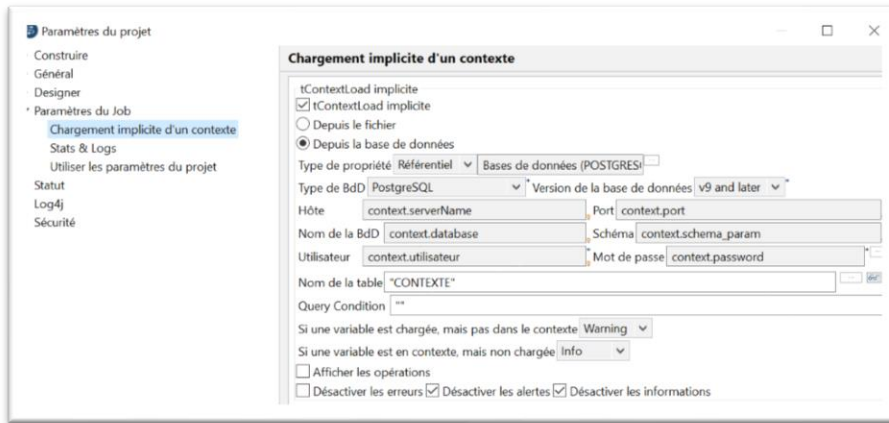 Paramètres du projet
Construire
Général
Designer
Paramètres du Job
Chargement implicite d'un contexte
Stats & Logs
Utiliser les paramètres du projet
Statut
Log4j
Sécurité
Chargement implicite d'un contexte
tContextLoad implicite
tContextLoad implicite
Depuis le fichier
Depuis la base de données
Type de propriété Référentiel Bases de données (POSTGRES
Type de BdD PostgreSQL Version de la base de données v9 and later
Hôte context.serverName Port context.port
Nom de la BdD context.database Schéma context.schema_param
Utilisateur context.utilisateur Mot de passe context.password
Nom de la table "CONTEXTE"
Query Condition ""
Si une variable est chargée, mais pas dans le contexte Warning
Si une variable est en contexte, mais non chargée Info
Afficher les opérations
Désactiver les erreurs Désactiver les alertes Désactiver les informations